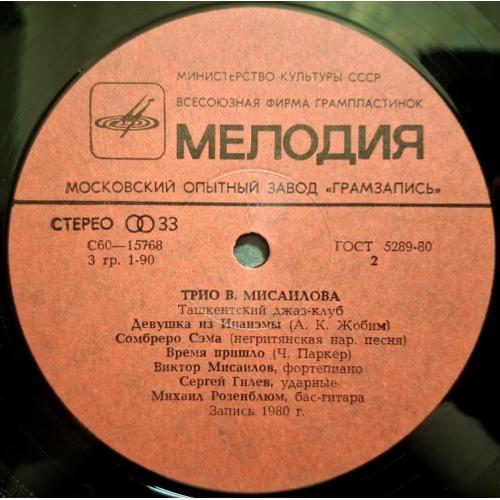 МИНИСТЕРСТВО КУЛЬТУРЫ СССР
ВСЕСОЮЗНАЯ ФИРМА ГРАМПЛАСТИНОК
МЕЛОДИЯ
МОСКОВСКИЙ ОПЫТНЫЙ ЗАВОД «ГРАМЗАПИСЬ»
СТЕРЕО 33
С60—15768
3 гр. 1-90
ГОСТ 5289-80
2
ТРИО В. МИСАИЛОВА
Ташкентский джаз-клуб
Девушка из Ипанэмы (А. К. Жобим)
Сомбреро Сэма (негритянская нар. песня)
Время пришло (Ч. Паркер)
Виктор Мисаилов, фортепиано
Сергей Гилев, ударные
Михаил Розенблюм, бас-гитара
Запись 1980 г.